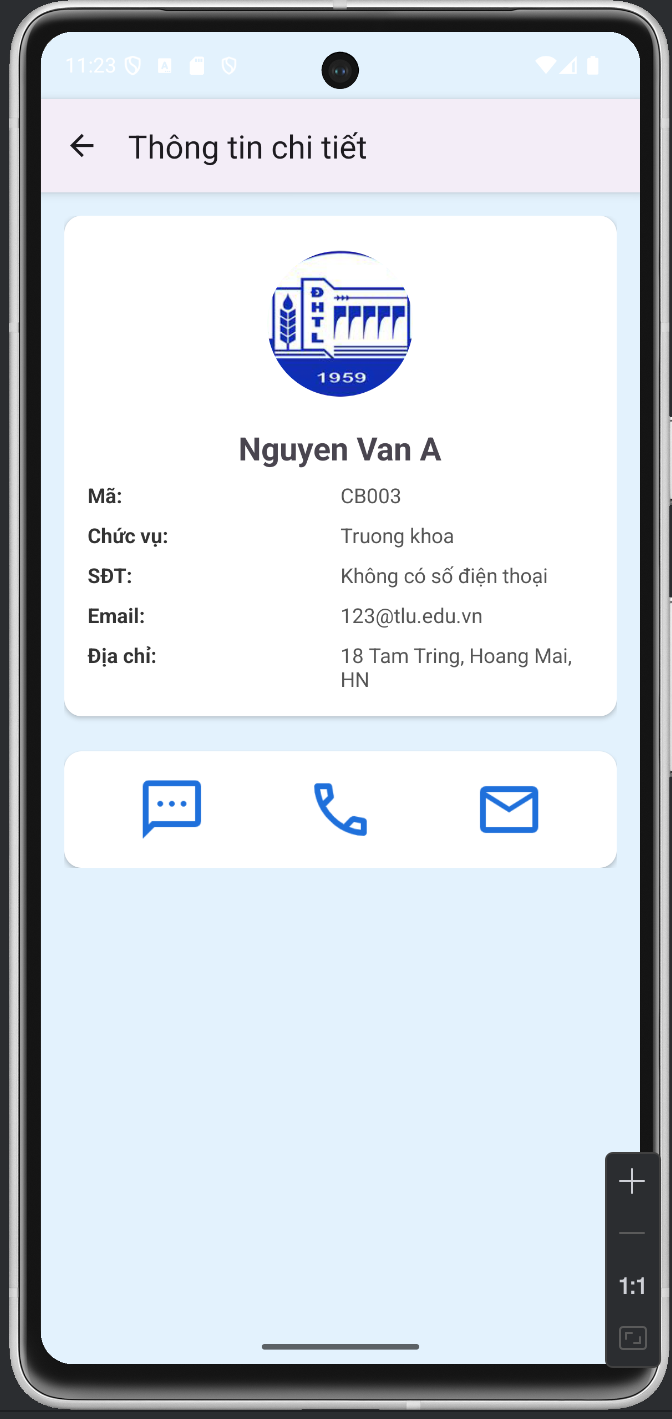 11:23
Thông tin chi tiết
ĐHTL
1959
Nguyen Van A
Mã: CB003
Chức vụ: Truong khoa
SĐT: Không có số điện thoại
Email: 123@tlu.edu.vn
Địa chỉ: 18 Tam Tring, Hoang Mai,
HN
1:1